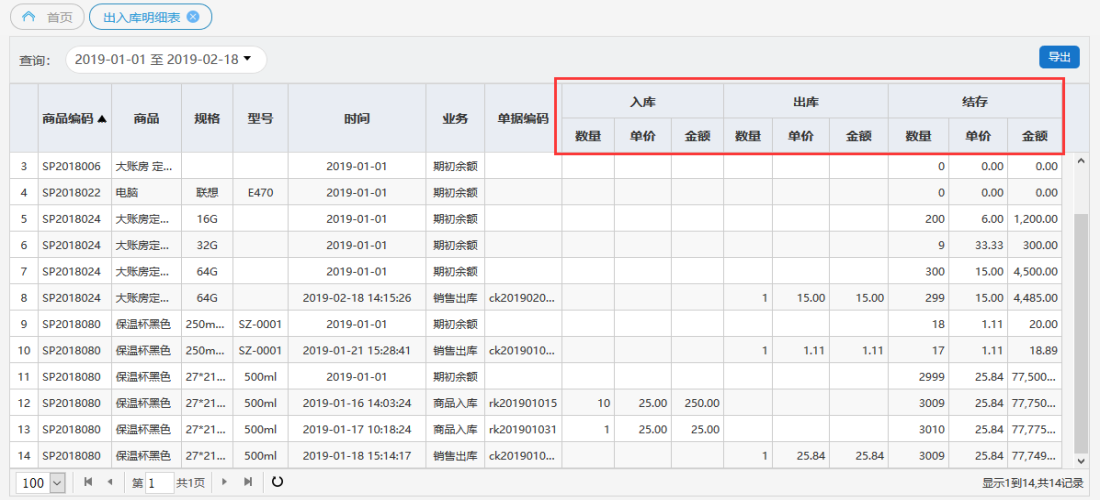 首页 出入库明细表
查询: 2019-01-01 至 2019-02-18 导出
商品编码 商品 规格 型号 时间 业务 单据编码 入库 出库 结存
数量 单价 金额 数量 单价 金额 数量 单价 金额
3 SP2018006 大账房 定... 2019-01-01 期初余额 0 0.00 0.00
4 SP2018022 电脑 联想 E470 2019-01-01 期初余额 0 0.00 0.00
5 SP2018024 大账房定... 16G 2019-01-01 期初余额 200 6.00 1,200.00
6 SP2018024 大账房定... 32G 2019-01-01 期初余额 9 33.33 300.00
7 SP2018024 大账房定... 64G 2019-01-01 期初余额 300 15.00 4,500.00
8 SP2018024 大账房定... 64G 2019-02-18 14:15:26 销售出库 ck2019020... 1 15.00 15.00 299 15.00 4,485.00
9 SP2018080 保温杯黑色 250m... SZ-0001 2019-01-01 期初余额 18 1.11 20.00
10 SP2018080 保温杯黑色 250m... SZ-0001 2019-01-21 15:28:41 销售出库 ck2019010... 1 1.11 1.11 17 1.11 18.89
11 SP2018080 保温杯黑色 27*21... 500ml 2019-01-01 期初余额 2999 25.84 77,500...
12 SP2018080 保温杯黑色 27*21... 500ml 2019-01-16 14:03:24 商品入库 rk201901015 10 25.00 250.00 3009 25.84 77,750...
13 SP2018080 保温杯黑色 27*21... 500ml 2019-01-17 10:18:24 商品入库 rk201901031 1 25.00 25.00 3010 25.84 77,775...
14 SP2018080 保温杯黑色 27*21... 500ml 2019-01-18 15:14:17 销售出库 ck2019010... 1 25.84 25.84 3009 25.84 77,749...
100 第 1 共1页 显示1到14,共14记录